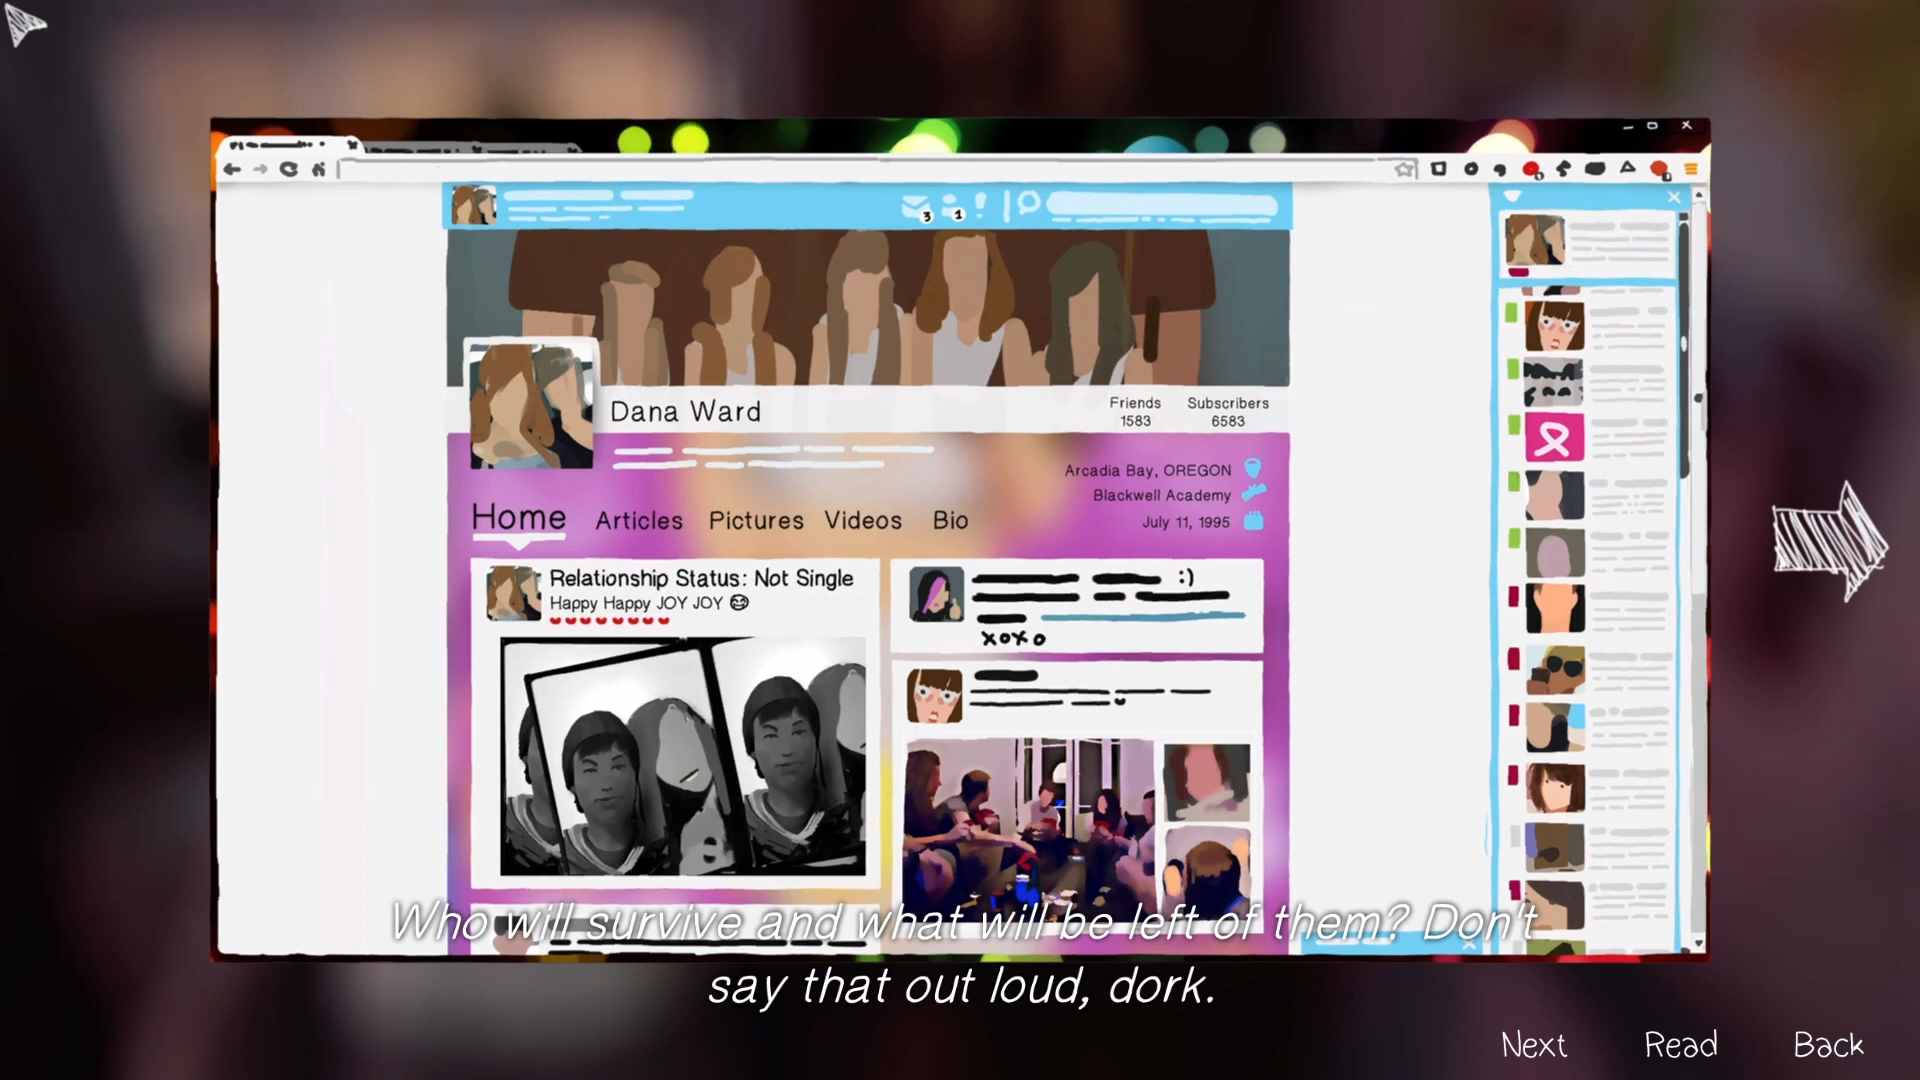 3
1
Dana Ward
Friends
1583
Subscribers
6583
Arcadia Bay, OREGON
Blackwell Academy
July 11, 1995
Home
Articles
Pictures
Videos
Bio
Relationship Status: Not Single
Happy Happy JOY JOY
:)
xoxo
Who will survive and what will be left of them? Don't
say that out loud, dork.
Next
Read
Back